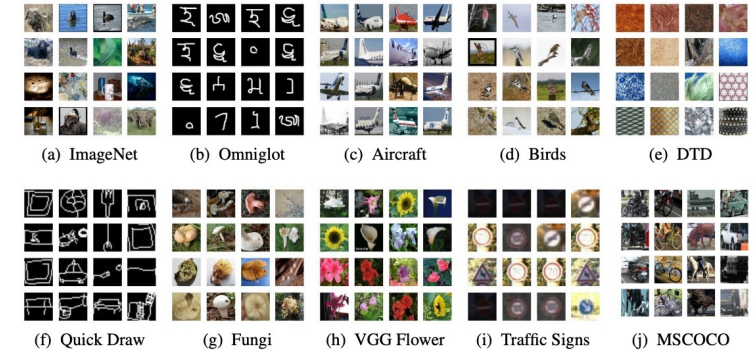 (a) ImageNet
(b) Omniglot
(c) Aircraft
(d) Birds
(e) DTD
(f) Quick Draw
(g) Fungi
(h) VGG Flower
(i) Traffic Signs
(j) MSCOCO